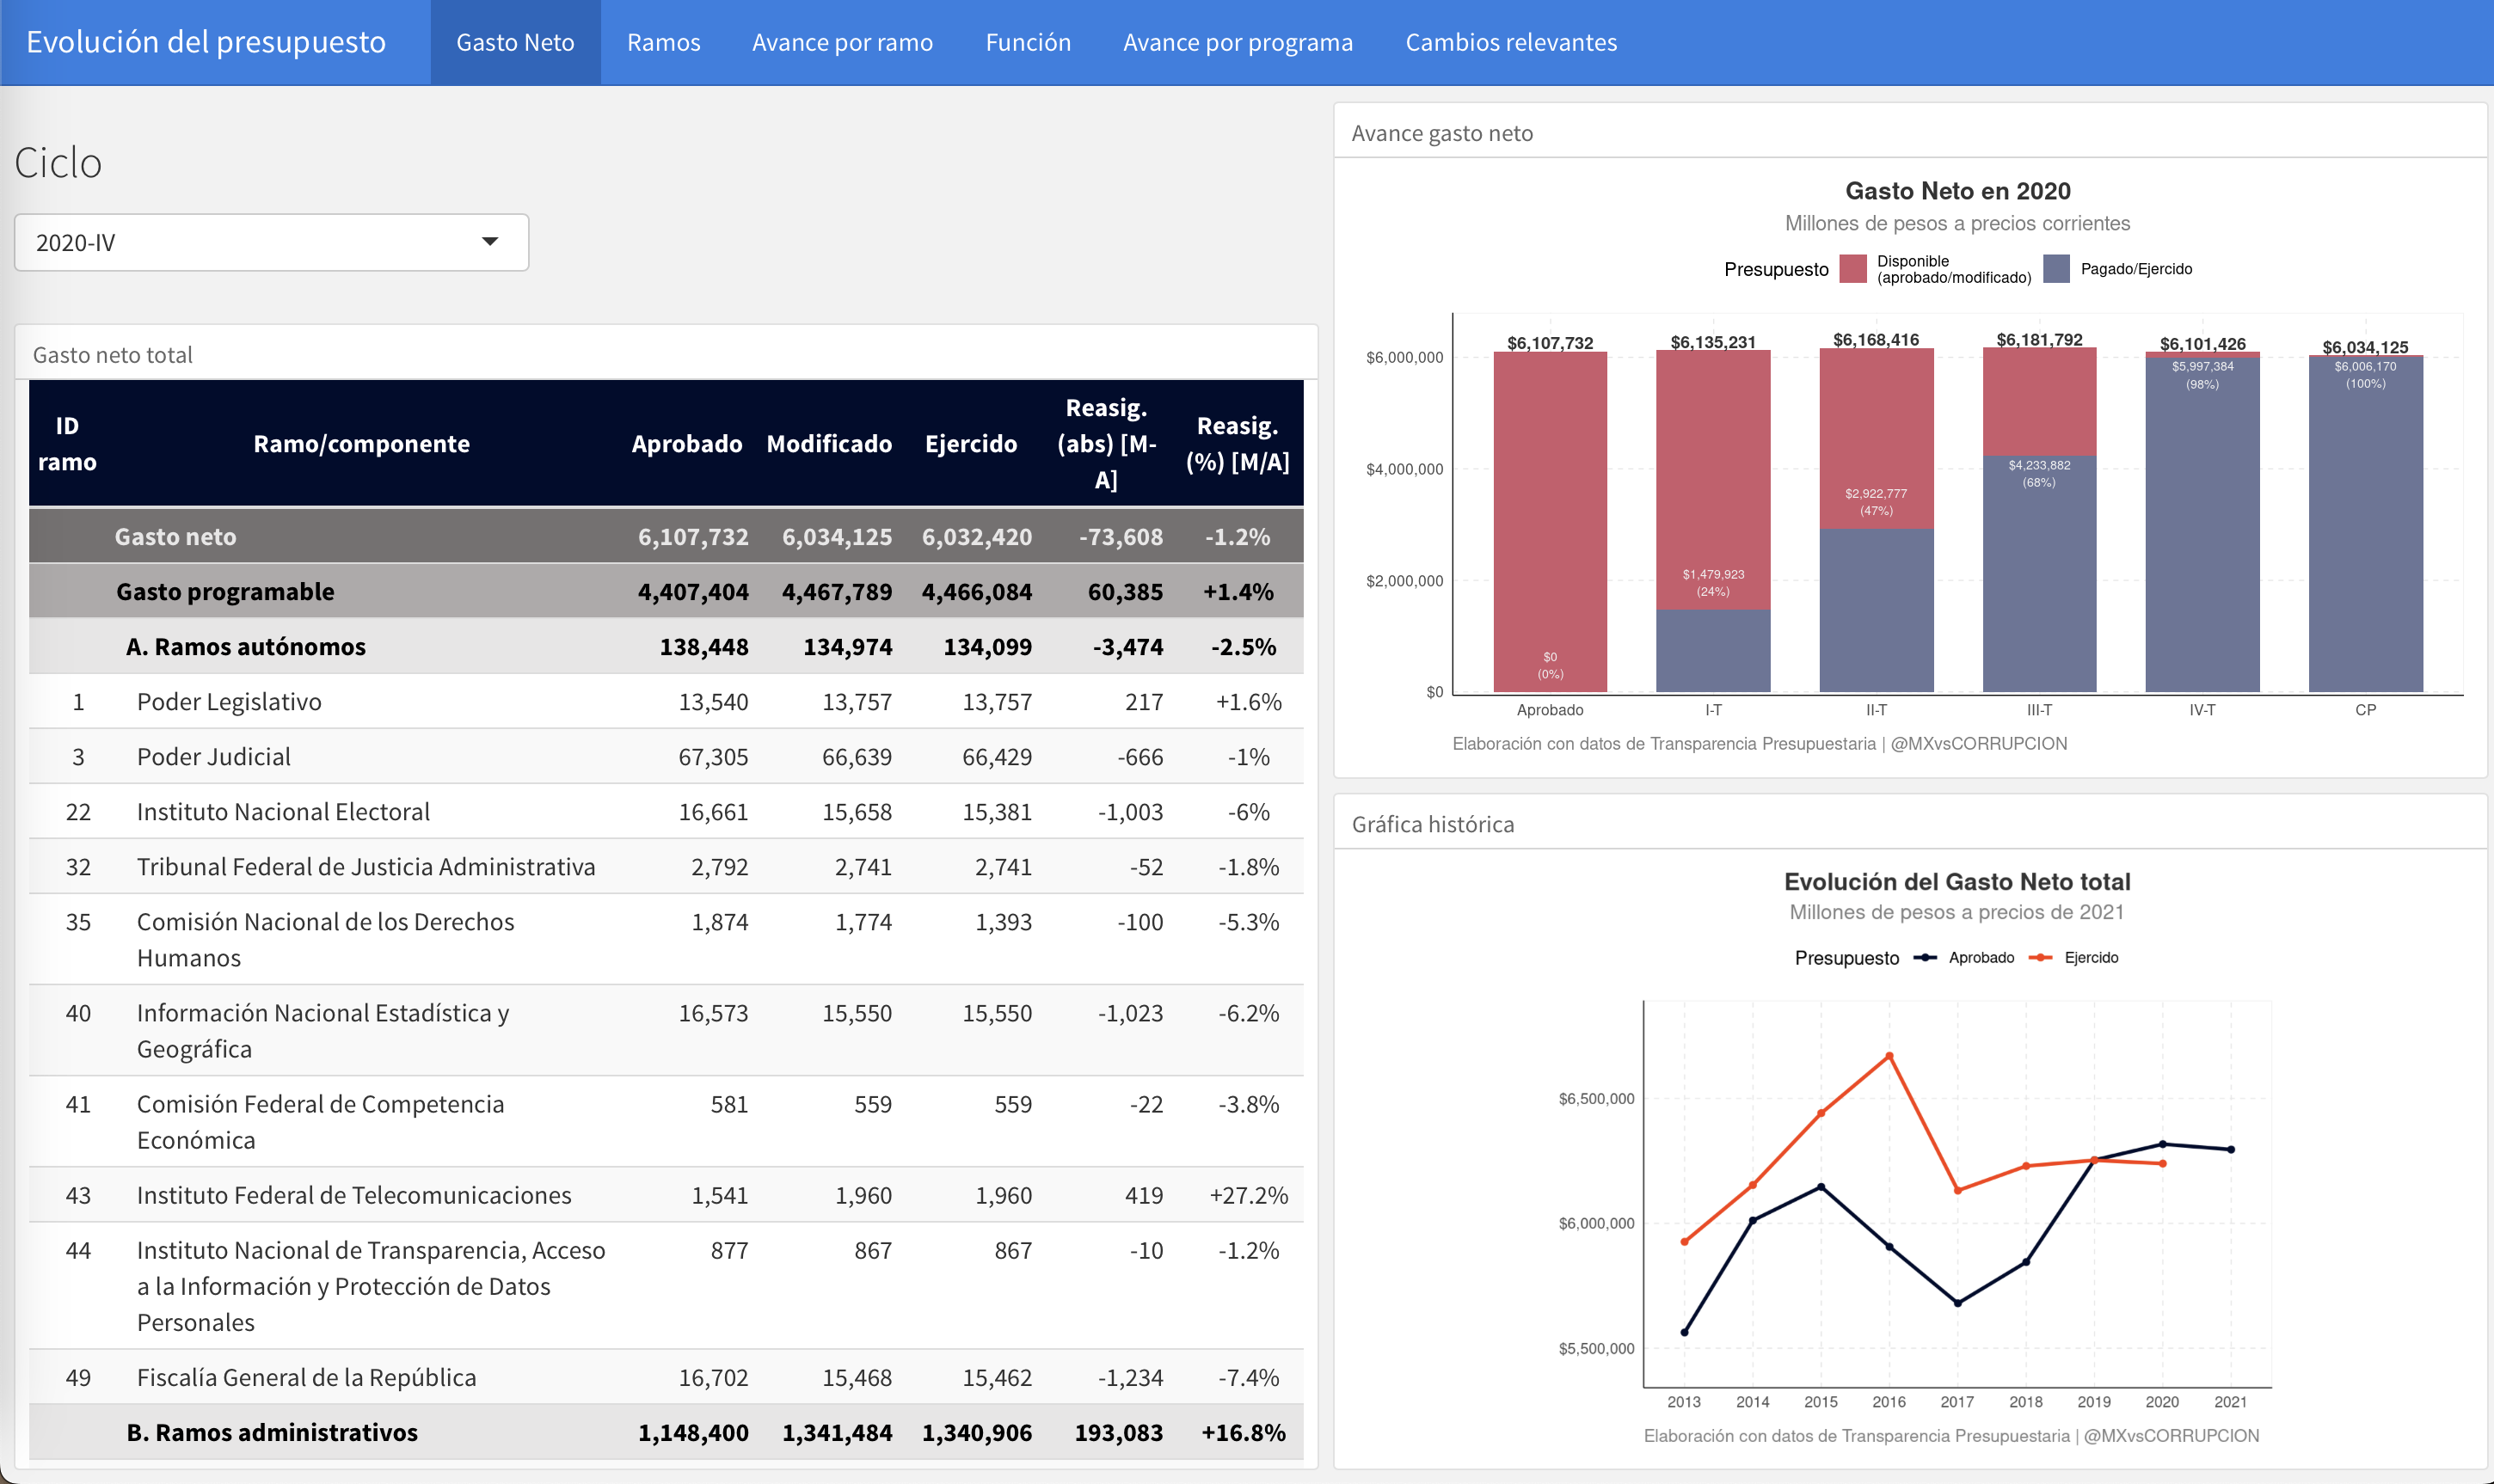 Evolución del presupuesto
Gasto Neto
Ramos
Avance por ramo
Función
Avance por programa
Cambios relevantes
Ciclo
2020-IV
Gasto neto total
ID ramo Ramo/componente Aprobado Modificado Ejercido Reasig. (abs) [M-A] Reasig. (%) [M/A]
Gasto neto 6,107,732 6,034,125 6,032,420 -73,608 -1.2%
Gasto programable 4,407,404 4,467,789 4,466,084 60,385 +1.4%
A. Ramos autónomos 138,448 134,974 134,099 -3,474 -2.5%
1 Poder Legislativo 13,540 13,757 13,757 217 +1.6%
3 Poder Judicial 67,305 66,639 66,429 -666 -1%
22 Instituto Nacional Electoral 16,661 15,658 15,381 -1,003 -6%
32 Tribunal Federal de Justicia Administrativa 2,792 2,741 2,741 -52 -1.8%
35 Comisión Nacional de los Derechos 1,874 1,774 1,393 -100 -5.3%
Humanos
40 Información Nacional Estadística y 16,573 15,550 15,550 -1,023 -6.2%
Geográfica
41 Comisión Federal de Competencia 581 559 559 -22 -3.8%
Económica
43 Instituto Federal de Telecomunicaciones 1,541 1,960 1,960 419 +27.2%
44 Instituto Nacional de Transparencia, Acceso 877 867 867 -10 -1.2%
a la Información y Protección de Datos
Personales
49 Fiscalía General de la República 16,702 15,468 15,462 -1,234 -7.4%
B. Ramos administrativos 1,148,400 1,341,484 1,340,906 193,083 +16.8%
Avance gasto neto
Gasto Neto en 2020
Millones de pesos a precios corrientes
Presupuesto Disponible (aprobado/modificado) Pagado/Ejercido
$6,107,732 $6,135,231 $6,168,416 $6,181,792 $6,101,426 $6,034,125
$6,000,000
$4,000,000
$2,000,000
$0
$0
(0%)
$1,479,923
(24%)
$2,922,777
(47%)
$4,233,882
(68%)
$5,997,384
(98%)
$6,006,170
(100%)
Aprobado I-T II-T III-T IV-T CP
Elaboración con datos de Transparencia Presupuestaria | @MXvsCORRUPCION
Gráfica histórica
Evolución del Gasto Neto total
Millones de pesos a precios de 2021
Presupuesto Aprobado Ejercido
$6,500,000
$6,000,000
$5,500,000
2013 2014 2015 2016 2017 2018 2019 2020 2021
Elaboración con datos de Transparencia Presupuestaria | @MXvsCORRUPCION